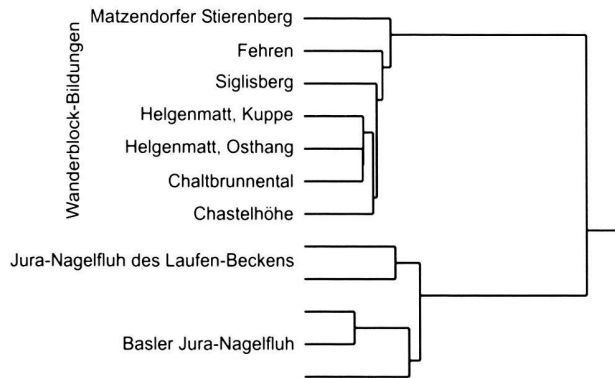 Wanderblock-Bildungen
Matzendorfer Stierenberg
Fehren
Siglisberg
Helgenmatt, Kuppe
Helgenmatt, Osthang
Chaltbrunnental
Chastelhöhe
Jura-Nagelfluh des Laufen-Beckens
Basler Jura-Nagelfluh